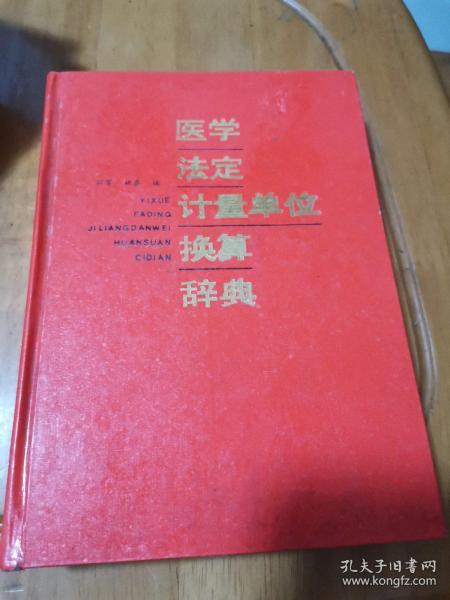 医学
法定
计量单位
换算
辞典
编
YIXUE
FADING
JILIANGDANWEI
HUANSUAN
CIDIAN
孔夫子旧书网
www.kongfz.com